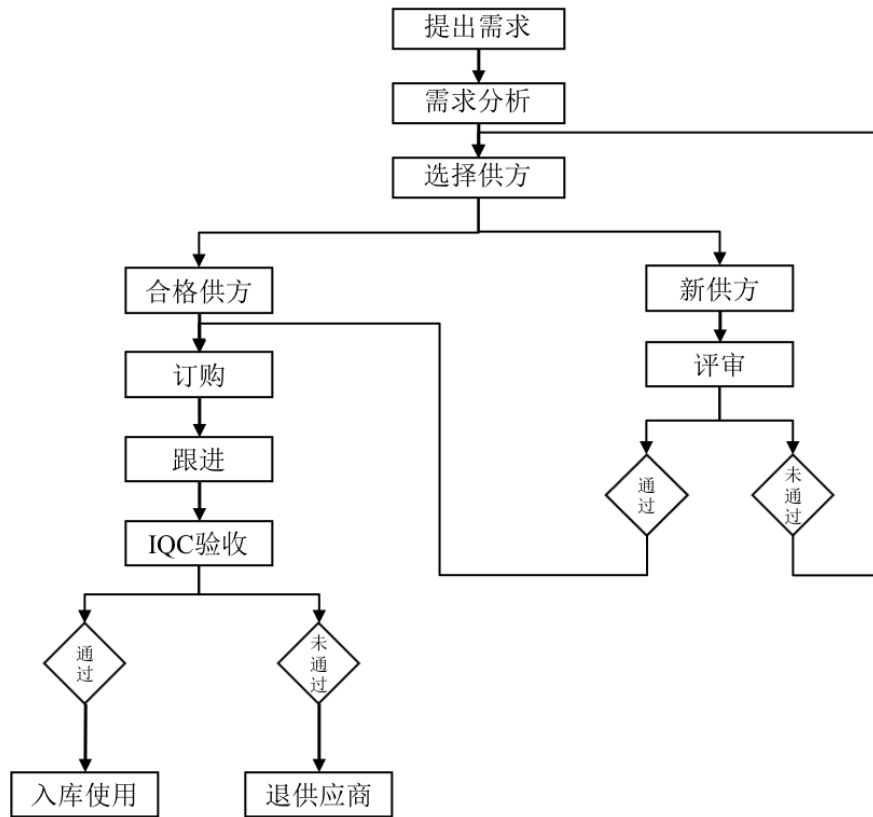 提出需求
需求分析
选择供方
合格供方
新供方
订购
评审
跟进
通过
未通过
IQC验收
通过
未通过
入库使用
退供应商